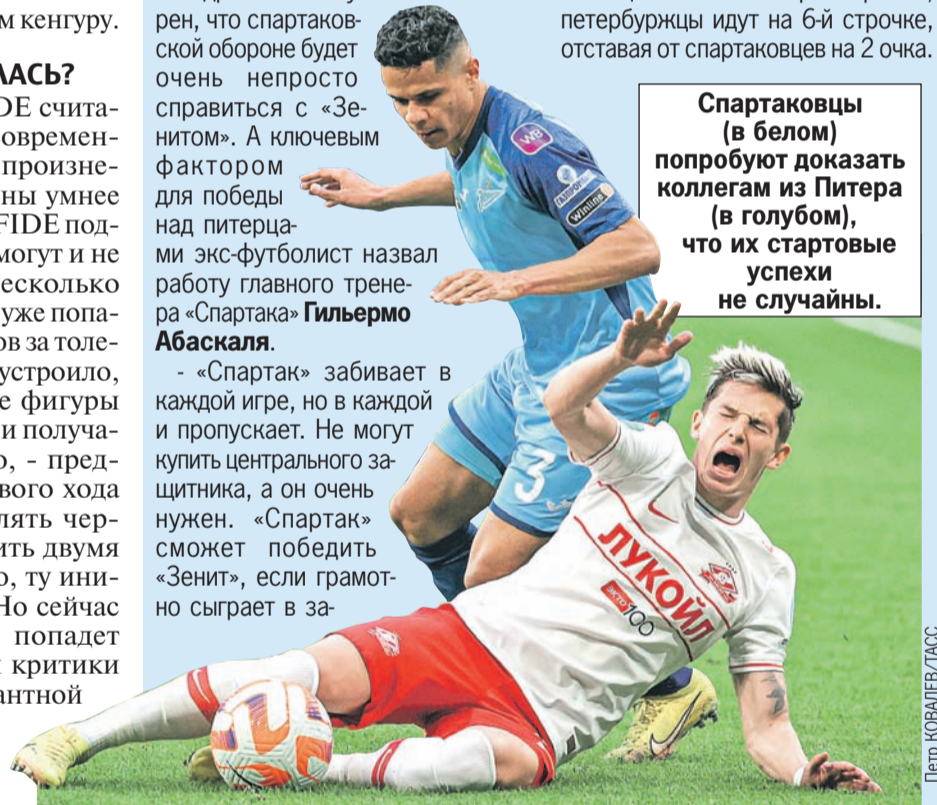 м кенгуру.
ЛАСЬ?
DE счита-
овремен-
произне-
ны умнее
FIDE под-
могут и не
есколько
уже попа-
ов за толе-
устроило,
е фигуры
и получа-
о, - пред-
вого хода
лять чер-
ить двумя
о, ту ини-
Но сейчас
попадет
и критики
антной
рен, что спартаков-
ской обороне будет
очень непросто
справиться с «Зе-
нитом». А ключевым
фактором
для победы
над питерца-
ми экс-футболист назвал
работу главного трене-
ра «Спартака» Гильермо
Абаскаля.
- «Спартак» забивает в
каждой игре, но в каждой
и пропускает. Не могут
купить центрального за-
щитника, а он очень
нужен. «Спартак»
сможет победить
«Зенит», если грамот-
но сыграет в за-
петербуржцы идут на 6-й строчке,
отставая от спартаковцев на 2 очка.
Спартаковцы
(в белом)
попробуют доказать
коллегам из Питера
(в голубом),
что их стартовые
успехи
не случайны.
WB
ГАЗПРОМ
Winline
3
ЛУКОЙЛ
ЭКТО 100
Петр КОВАЛЕВ/ТАСС